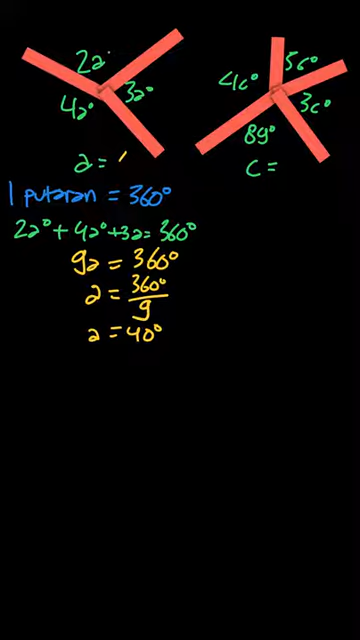 2a° 3a° 4a°
a =
5c° 4c° 3c° 89°
c =
1 putaran = 360°
2a° + 4a° + 3a = 360°
9a = 360°
a = 360°/9
a = 40°